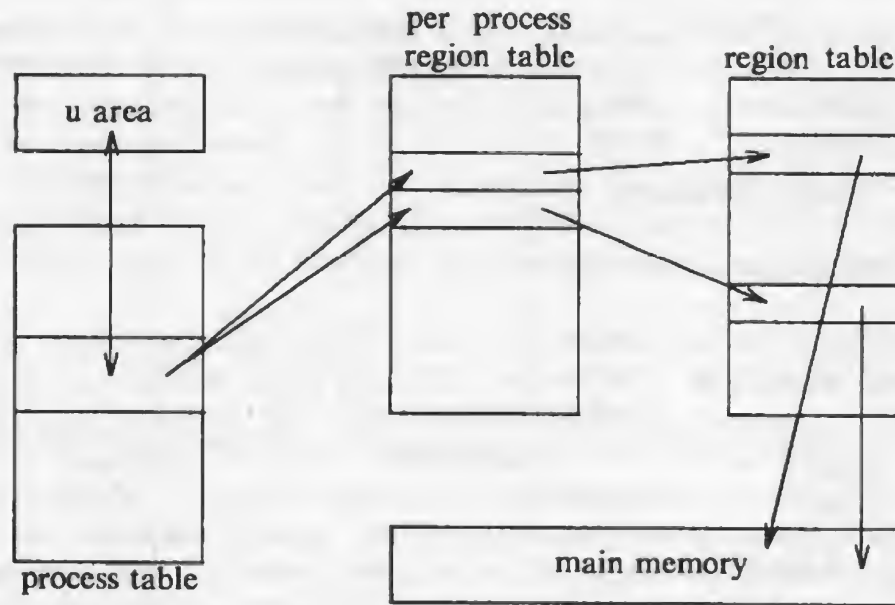 per process
region table
region table
u area
process table
main memory